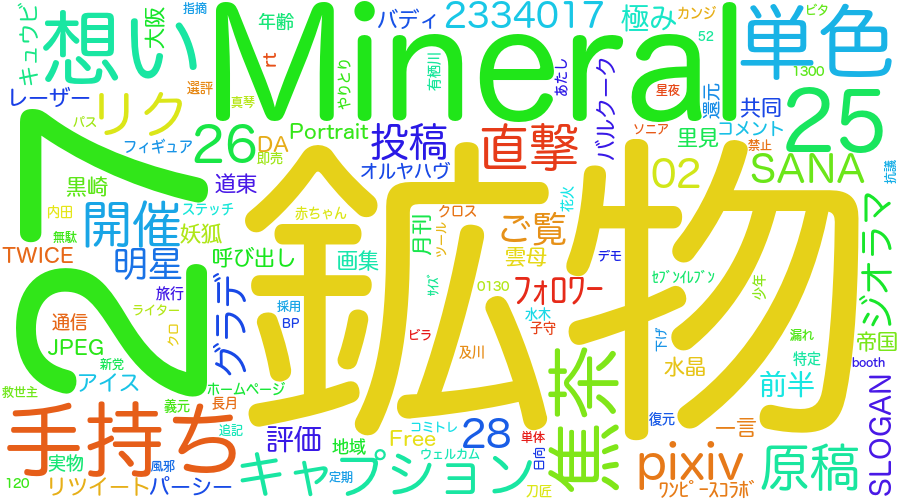 キュウビ
想い
大阪
指摘
年齢
バディ
2334017
極み
カンジ
ビタ
rt
Mineral
52
単色
1300
レーザー
リク
選評
真琴
やりとり
有栖川
あたし
バルクーク
星夜
還元
共同
25
27
バス
フィギュア
26
DA
即売
Portrait
投稿
直撃
ソニア
里見
コメント
禁止
黒崎
道東
オルヤハヴ
02
SANA
抗議
内田
無駄
開催
ステッチ
妖狐
赤ちゃん
鉱物
月刊
クロス
ツール
ご覧
花火
ジオラマ
TWICE
明星
呼び出し
画集
雲母
デモ
旅行
グラデ
採用
BP
サイズ
0130
フォロワー
セブンイレブン
少年
通信
ライター
クロ
JPEG
新党
ビラ
及川
水木
子守
下げ
漏れ
帝国
アイス
救世主
義元
ホームページ
長月
水晶
特定
booth
前半
手持ち
追記
評価
地域
Free
コミトレ
28
単体
焦茶
復元
一言
SLOGAN
実物
風邪
120
リツイート
パーシー
キャプション
定期
ウェルカム
日向
刀匠
pixiv
ワンピースコラボ
原稿